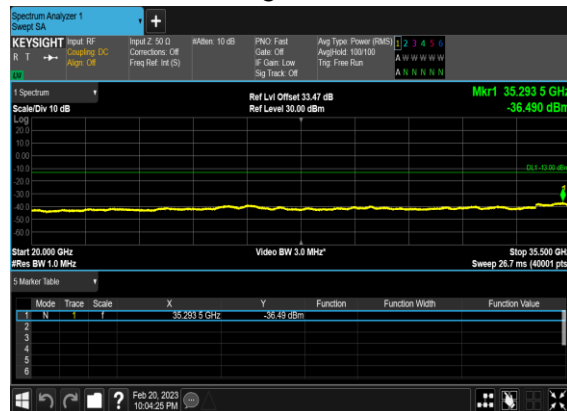 Spectrum Analyzer 1
Swept SA
+
KEYSIGHT Input: RF Input Z: 50 Ω #Atten: 10 dB PNO: Fast Avg Type: Power (RMS) 1 2 3 4 5 6
R T Coupling: DC Corrections: Off Gate: Off Avg|Hold: 100/100 A W W W W W
Align: Off Freq Ref: Int (S) IF Gain: Low Trig: Free Run
LXI Sig Track: Off A N N N N N
1 Spectrum Ref Lvl Offset 33.47 dB Mkr1 35.293 5 GHz
Scale/Div 10 dB Ref Level 30.00 dBm -36.490 dBm
Log
20.0
10.0
0.00
-10.0 DL1 -13.00 dBm
-20.0
-30.0
-40.0
-50.0
-60.0
Start 20.000 GHz Video BW 3.0 MHz* Stop 35.500 GHz
#Res BW 1.0 MHz Sweep 26.7 ms (40001 pts)
5 Marker Table
Mode Trace Scale X Y Function Function Width Function Value
1 N 1 f 35.293 5 GHz -36.49 dBm
2
3
4
5
6
? Feb 20, 2023
10:04:25 PM